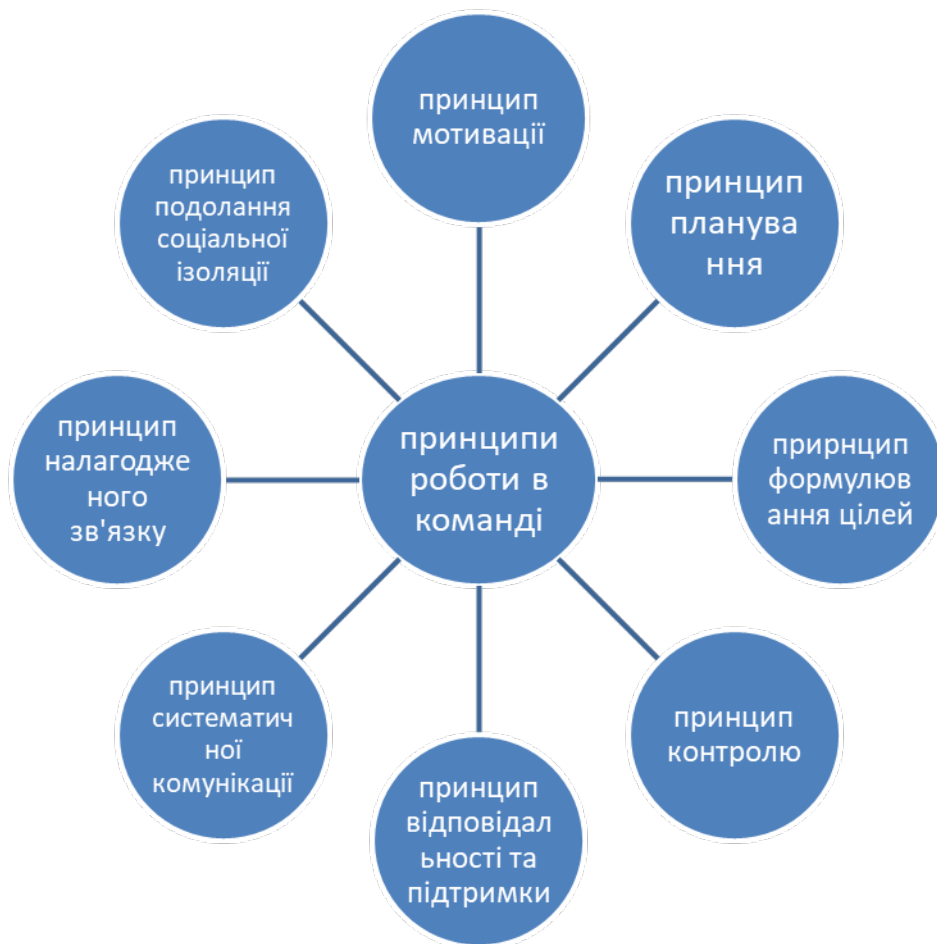 принцип
мотивації
принцип
планува
ння
прирнцип
формулюв
ання цілей
принцип
контролю
принцип
відповідал
ьності та
підтримки
принцип
систематич
ної
комунікації
принцип
налагодже
ного
зв'язку
принцип
подолання
соціальної
ізоляції
принципи
роботи в
команді